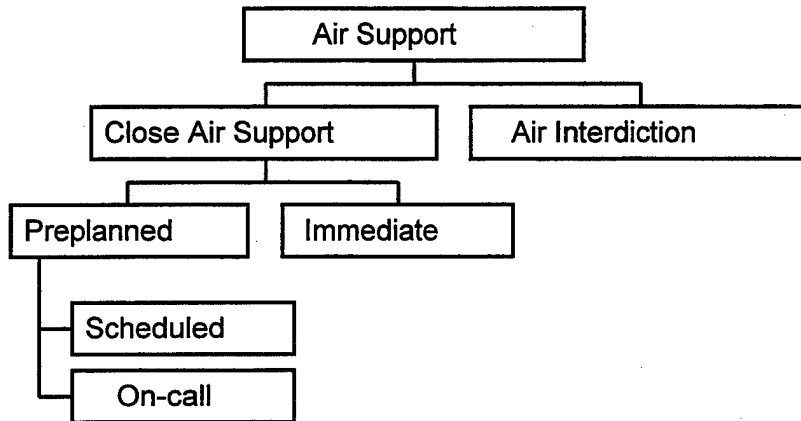 Air Support
Close Air Support
Air Interdiction
Preplanned
Immediate
Scheduled
On-call